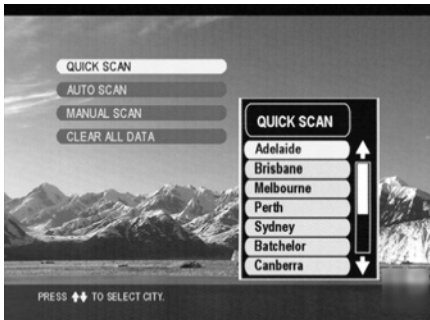 QUICK SCAN
AUTO SCAN
MANUAL SCAN
CLEAR ALL DATA
QUICK SCAN
Adelaide
Brisbane
Melbourne
Perth
Sydney
Batchelor
Canberra
PRESS ⬆⬇ TO SELECT CITY.